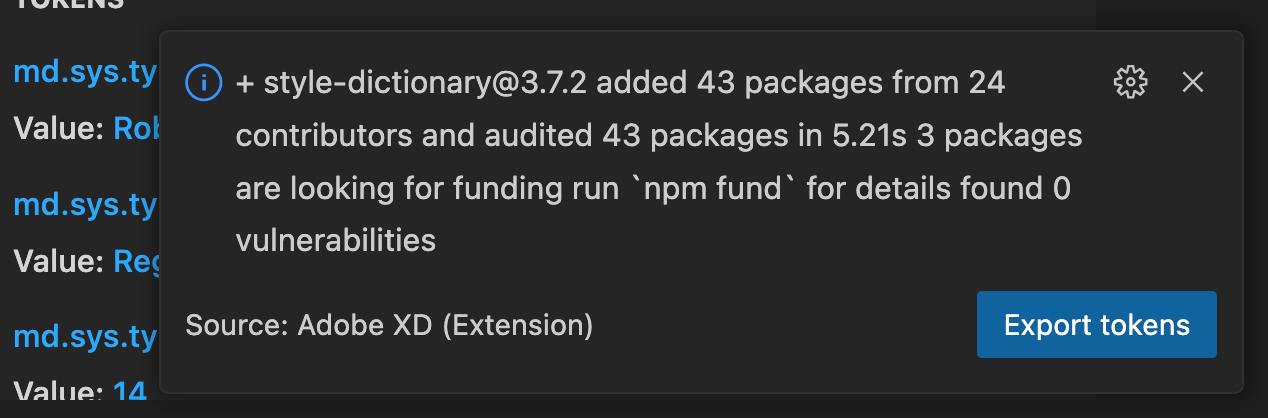 TOKENS
md.sys.ty
Value: Rob
md.sys.ty
Value: Reg
md.sys.ty
Value: 14
+ style-dictionary@3.7.2 added 43 packages from 24
contributors and audited 43 packages in 5.21s 3 packages
are looking for funding run `npm fund` for details found 0
vulnerabilities
Source: Adobe XD (Extension)
Export tokens